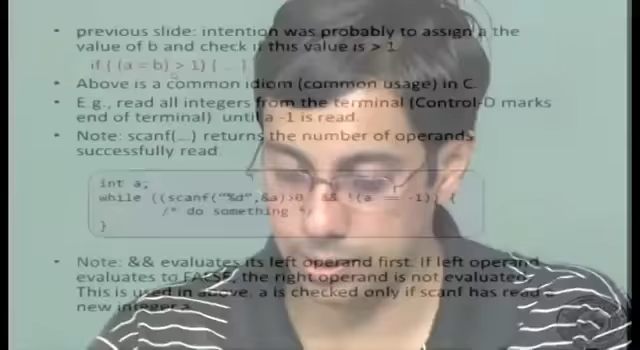 • previous slide: intention was probably to assign a the
value of b and check if this value is > 1.
if ( (a = b) > 1) { ... }
• Above is a common idiom (common usage) in C.
• E.g., read all integers from the terminal (Control-D marks
end of terminal) until a -1 is read.
• Note: scanf(...) returns the number of operands
successfully read.
int a;
while ((scanf("%d",&a))>0 && !(a == -1)) {
/* do something */
}
• Note: && evaluates its left operand first. If left operand
evaluates to FALSE, the right operand is not evaluated.
This is used in above. a is checked only if scanf has read a
new integer a.